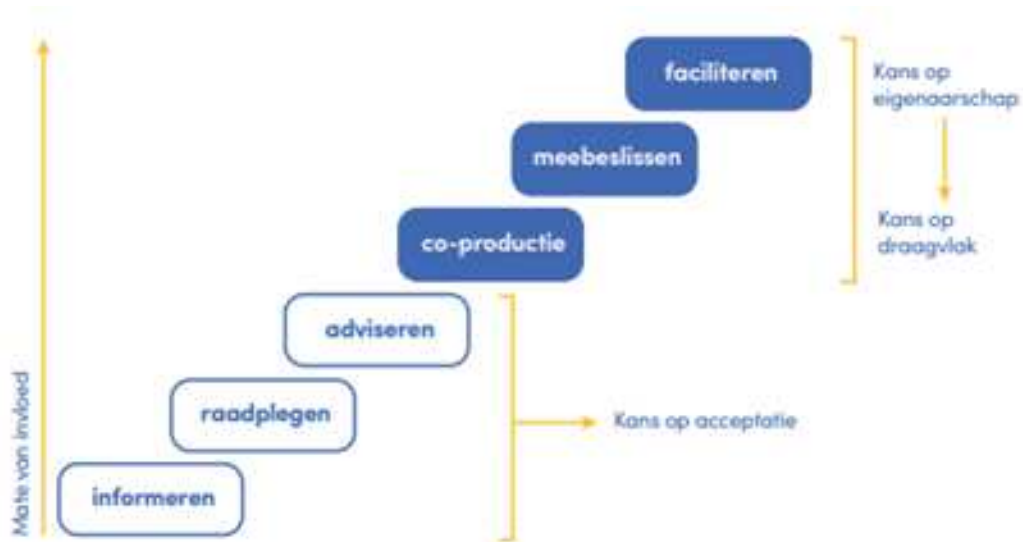 faciliteren
Kans op
eigenaarschap
meebeslissen
Kans op
draagvlak
co-productie
adviseren
raadplegen
Kans op acceptatie
informeren
Mate van invloed